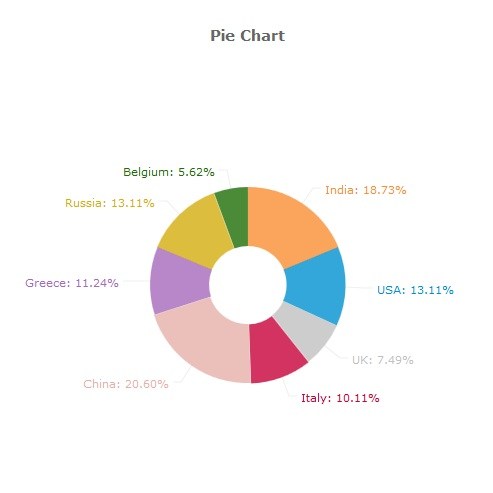 Pie Chart
Belgium: 5.62%
India: 18.73%
Russia: 13.11%
Greece: 11.24%
USA: 13.11%
UK: 7.49%
China: 20.60%
Italy: 10.11%